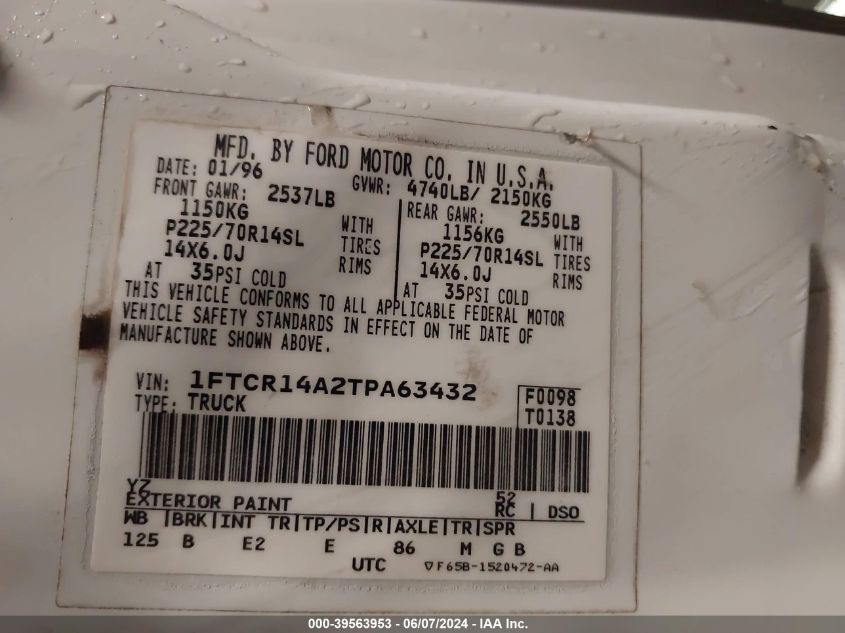 MFD. BY FORD MOTOR CO. IN U.S.A.
DATE: 01/96 GVWR: 4740LB/ 2150KG
FRONT GAWR: 2537LB REAR GAWR: 2550LB
1150KG WITH 1156KG WITH
P225/70R14SL TIRES P225/70R14SL TIRES
14X6.0J RIMS 14X6.0J RIMS
AT 35PSI COLD AT 35PSI COLD
THIS VEHICLE CONFORMS TO ALL APPLICABLE FEDERAL MOTOR
VEHICLE SAFETY STANDARDS IN EFFECT ON THE DATE OF
MANUFACTURE SHOWN ABOVE.
VIN: 1FTCR14A2TPA63432 F0098
TYPE: TRUCK T0138
YZ 52
EXTERIOR PAINT RC | DSO
WB |BRK|INT TR|TP/PS|R|AXLE|TR|SPR
125 B E2 E 86 M G B
UTC ▽F65B-1520472-AA
000-39563953 - 06/07/2024 - IAA Inc.